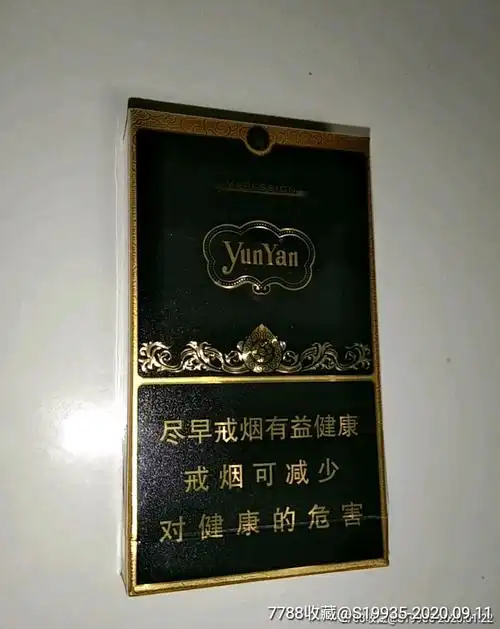 YunYan
尽早戒烟有益健康
戒烟可减少
对健康的危害
7788收藏@S19935-2020.09.11